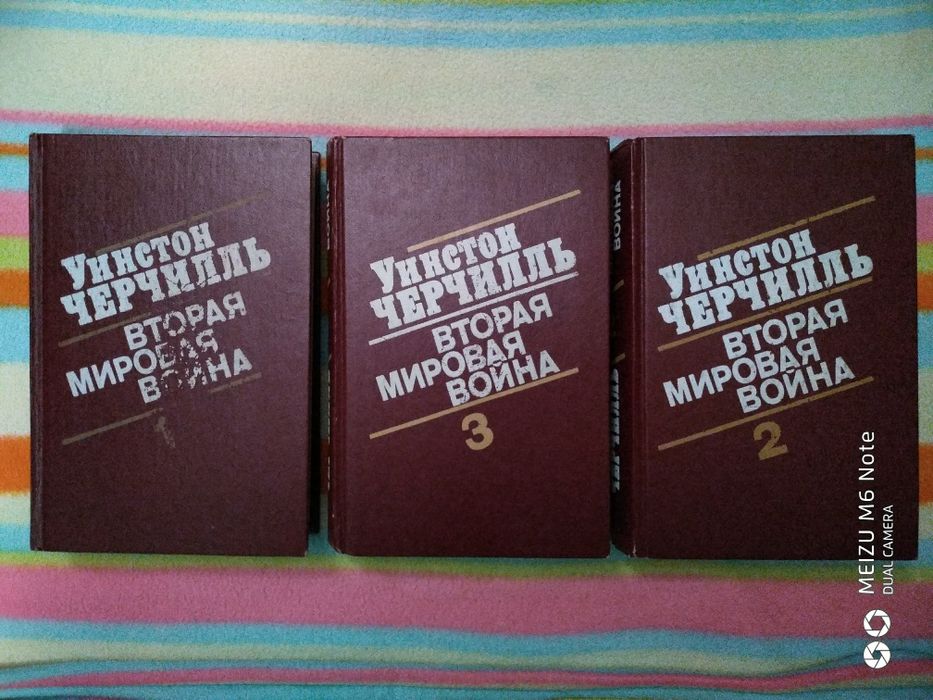 Уинстон
ЧЕРЧИЛЛЬ
ВТОРАЯ
МИРОВАЯ
ВОЙНА
1
Уинстон
ЧЕРЧИЛЛЬ
ВТОРАЯ
МИРОВАЯ
ВОЙНА
3
ВОЙНА
Уинстон
ЧЕРЧИЛЛЬ
ВТОРАЯ
МИРОВАЯ
ВОЙНА
2
MEIZU M6 Note
DUAL CAMERA